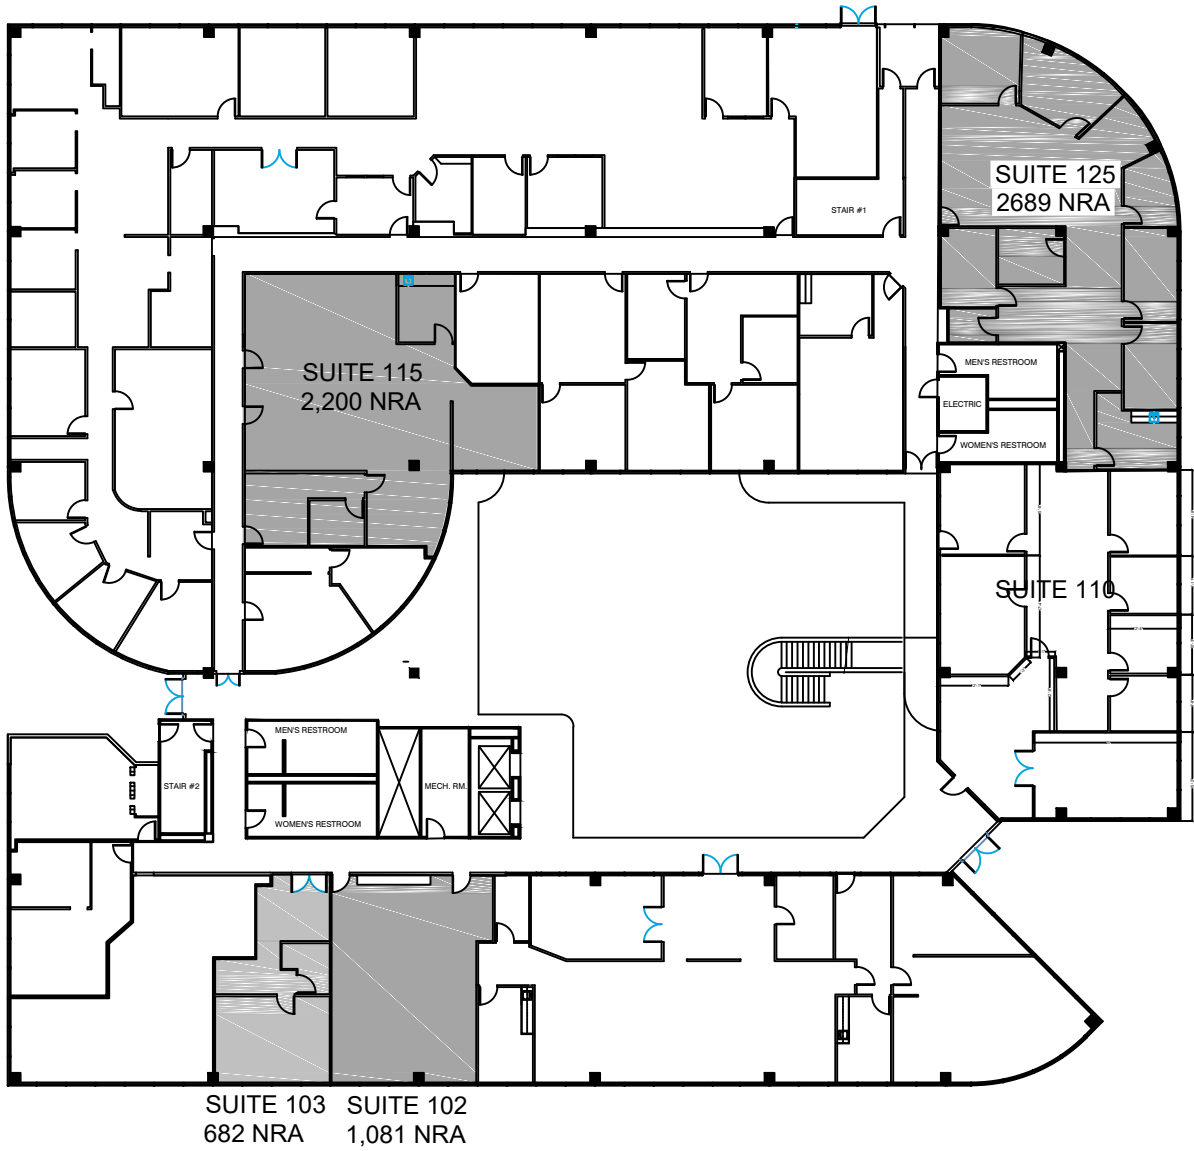 SUITE 125
2689 NRA
STAIR #1
SUITE 115
2,200 NRA
MEN'S RESTROOM
ELECTRIC
WOMEN'S RESTROOM
SUITE 110
MEN'S RESTROOM
STAIR #2
MECH. RM.
WOMEN'S RESTROOM
SUITE 103
682 NRA
SUITE 102
1,081 NRA